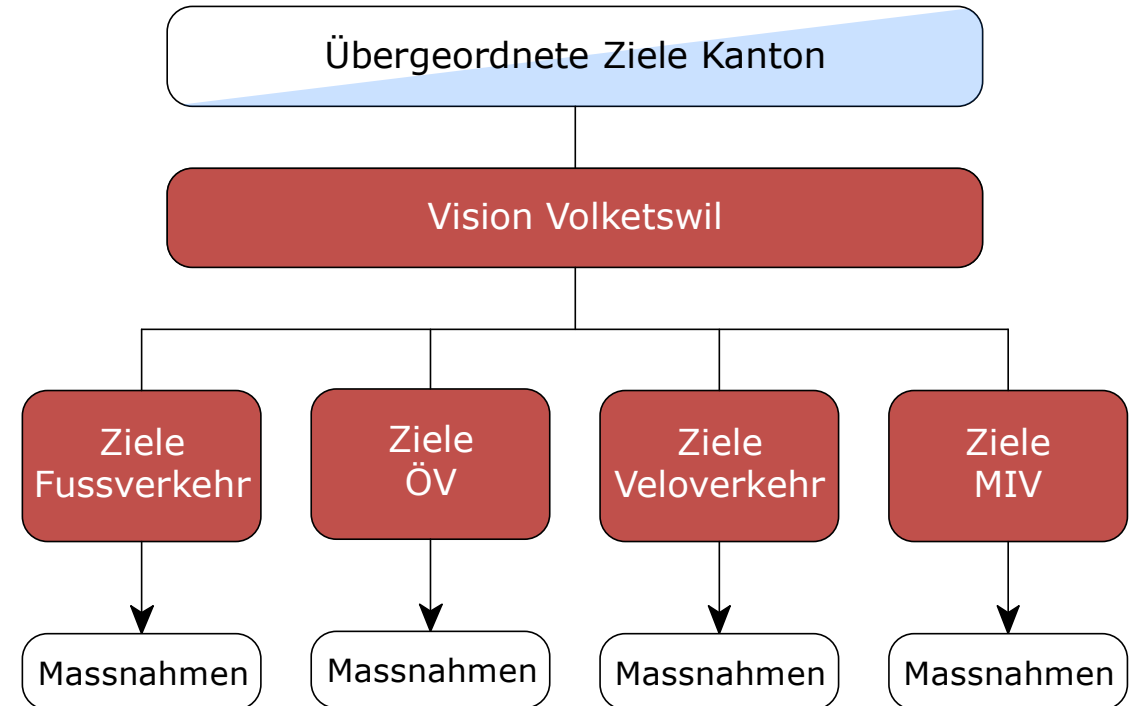 Übergeordnete Ziele Kanton
Vision Volketswil
Ziele
Fussverkehr
Ziele
ÖV
Ziele
Veloverkehr
Ziele
MIV
Massnahmen
Massnahmen
Massnahmen
Massnahmen